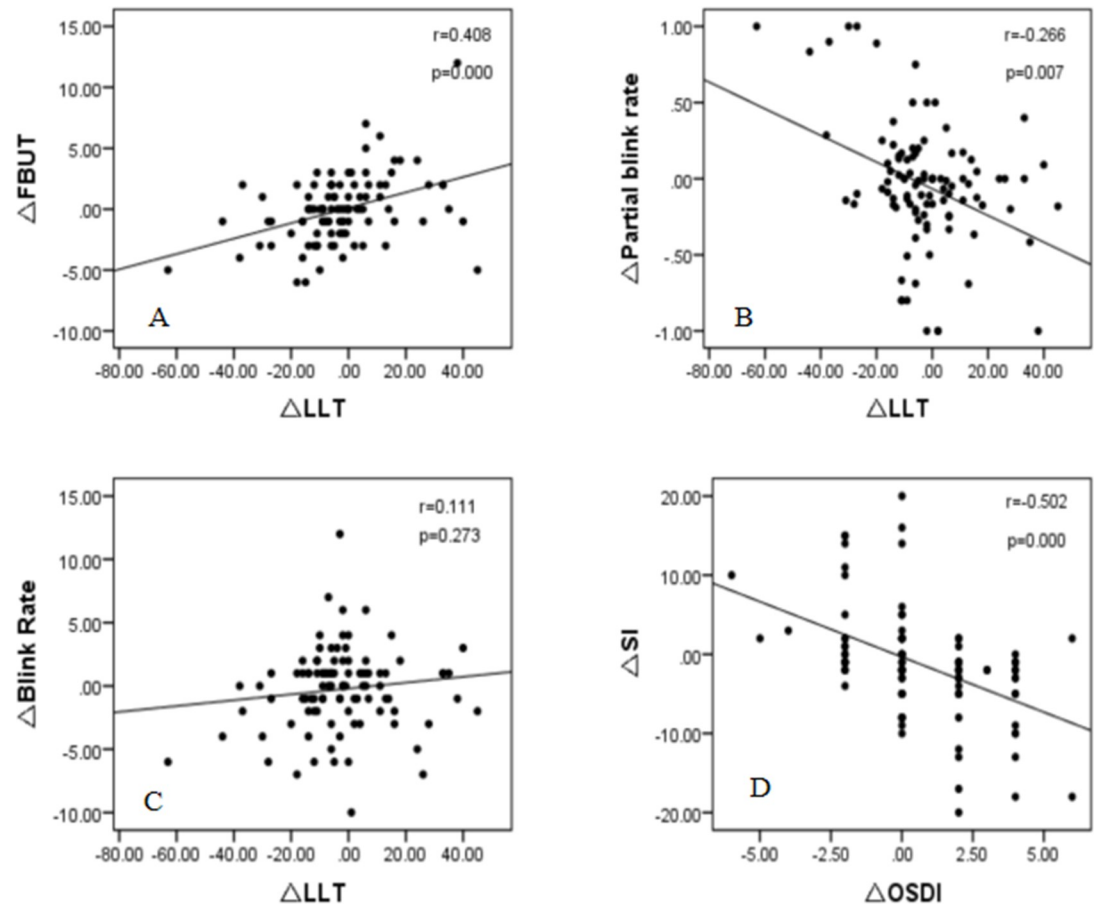 15.00
10.00
5.00
.00
-5.00
-10.00
△FBUT
r=0.408
p=0.000
A
-80.00 -60.00 -40.00 -20.00 .00 20.00 40.00
△LLT
1.00
.50
.00
-.50
-1.00
△Partial blink rate
r=-0.266
p=0.007
B
-80.00 -60.00 -40.00 -20.00 .00 20.00 40.00
△LLT
15.00
10.00
5.00
.00
-5.00
-10.00
△Blink Rate
r=0.111
p=0.273
C
-80.00 -60.00 -40.00 -20.00 .00 20.00 40.00
△LLT
20.00
10.00
.00
-10.00
-20.00
△SI
r=-0.502
p=0.000
D
-5.00 -2.50 .00 2.50 5.00
△OSDI